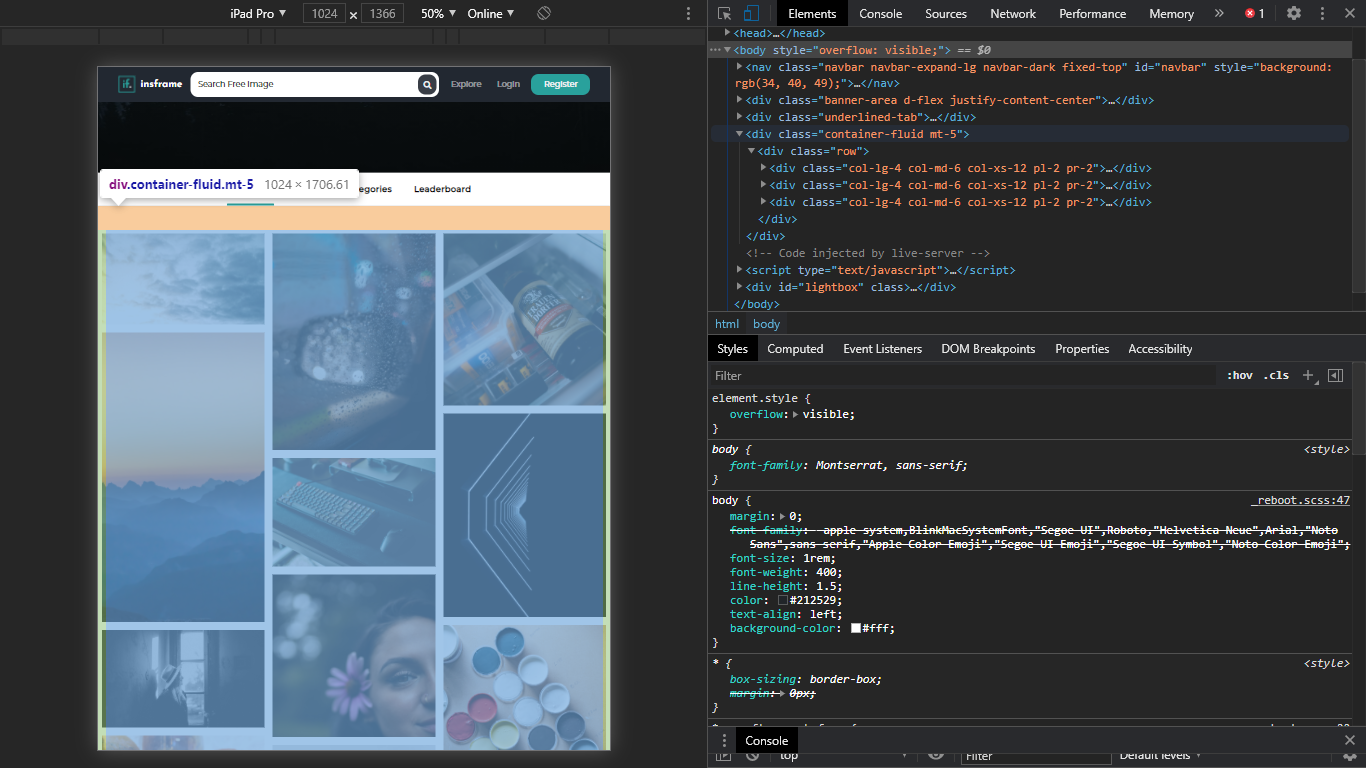 iPad Pro ▼ 1024 × 1366 50% ▼ Online ▼
Elements Console Sources Network Performance Memory » 1
<head>…</head>
<body style="overflow: visible;"> == $0
<nav class="navbar navbar-expand-lg navbar-dark fixed-top" id="navbar" style="background:
rgb(34, 40, 49);">…</nav>
<div class="banner-area d-flex justify-content-center">…</div>
<div class="underlined-tab">…</div>
<div class="container-fluid mt-5">
<div class="row">
<div class="col-lg-4 col-md-6 col-xs-12 pl-2 pr-2">…</div>
<div class="col-lg-4 col-md-6 col-xs-12 pl-2 pr-2">…</div>
<div class="col-lg-4 col-md-6 col-xs-12 pl-2 pr-2">…</div>
</div>
</div>
<!-- Code injected by live-server -->
<script type="text/javascript">…</script>
<div id="lightbox" class>…</div>
</body>
html body
Styles Computed Event Listeners DOM Breakpoints Properties Accessibility
Filter :hov .cls +
element.style {
overflow: visible;
}
body { <style>
font-family: Montserrat, sans-serif;
}
body { _reboot.scss:47
margin: 0;
font-family: -apple-system,BlinkMacSystemFont,"Segoe UI",Roboto,"Helvetica Neue",Arial,"Noto
Sans",sans-serif,"Apple Color Emoji","Segoe UI Emoji","Segoe UI Symbol","Noto Color Emoji";
font-size: 1rem;
font-weight: 400;
line-height: 1.5;
color: #212529;
text-align: left;
background-color: #fff;
}
* { <style>
box-sizing: border-box;
margin: 0px;
}
Console
top Filter Default levels
if. insframe Search Free Image Explore Login Register
div.container-fluid.mt-5 1024 × 1706.61
egories Leaderboard
FRAILE
DORFER